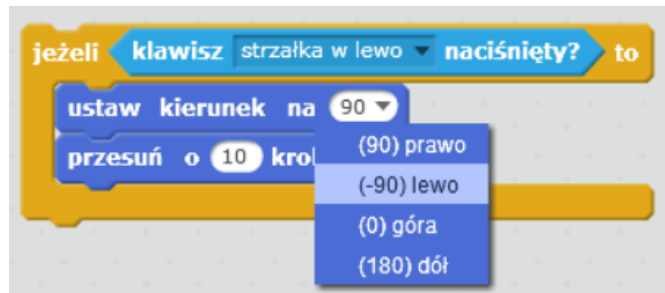 jeżeli klawisz strzałka w lewo naciśnięty? to
ustaw kierunek na 90
przesuń o 10
(90) prawo
(-90) lewo
(0) góra
(180) dół